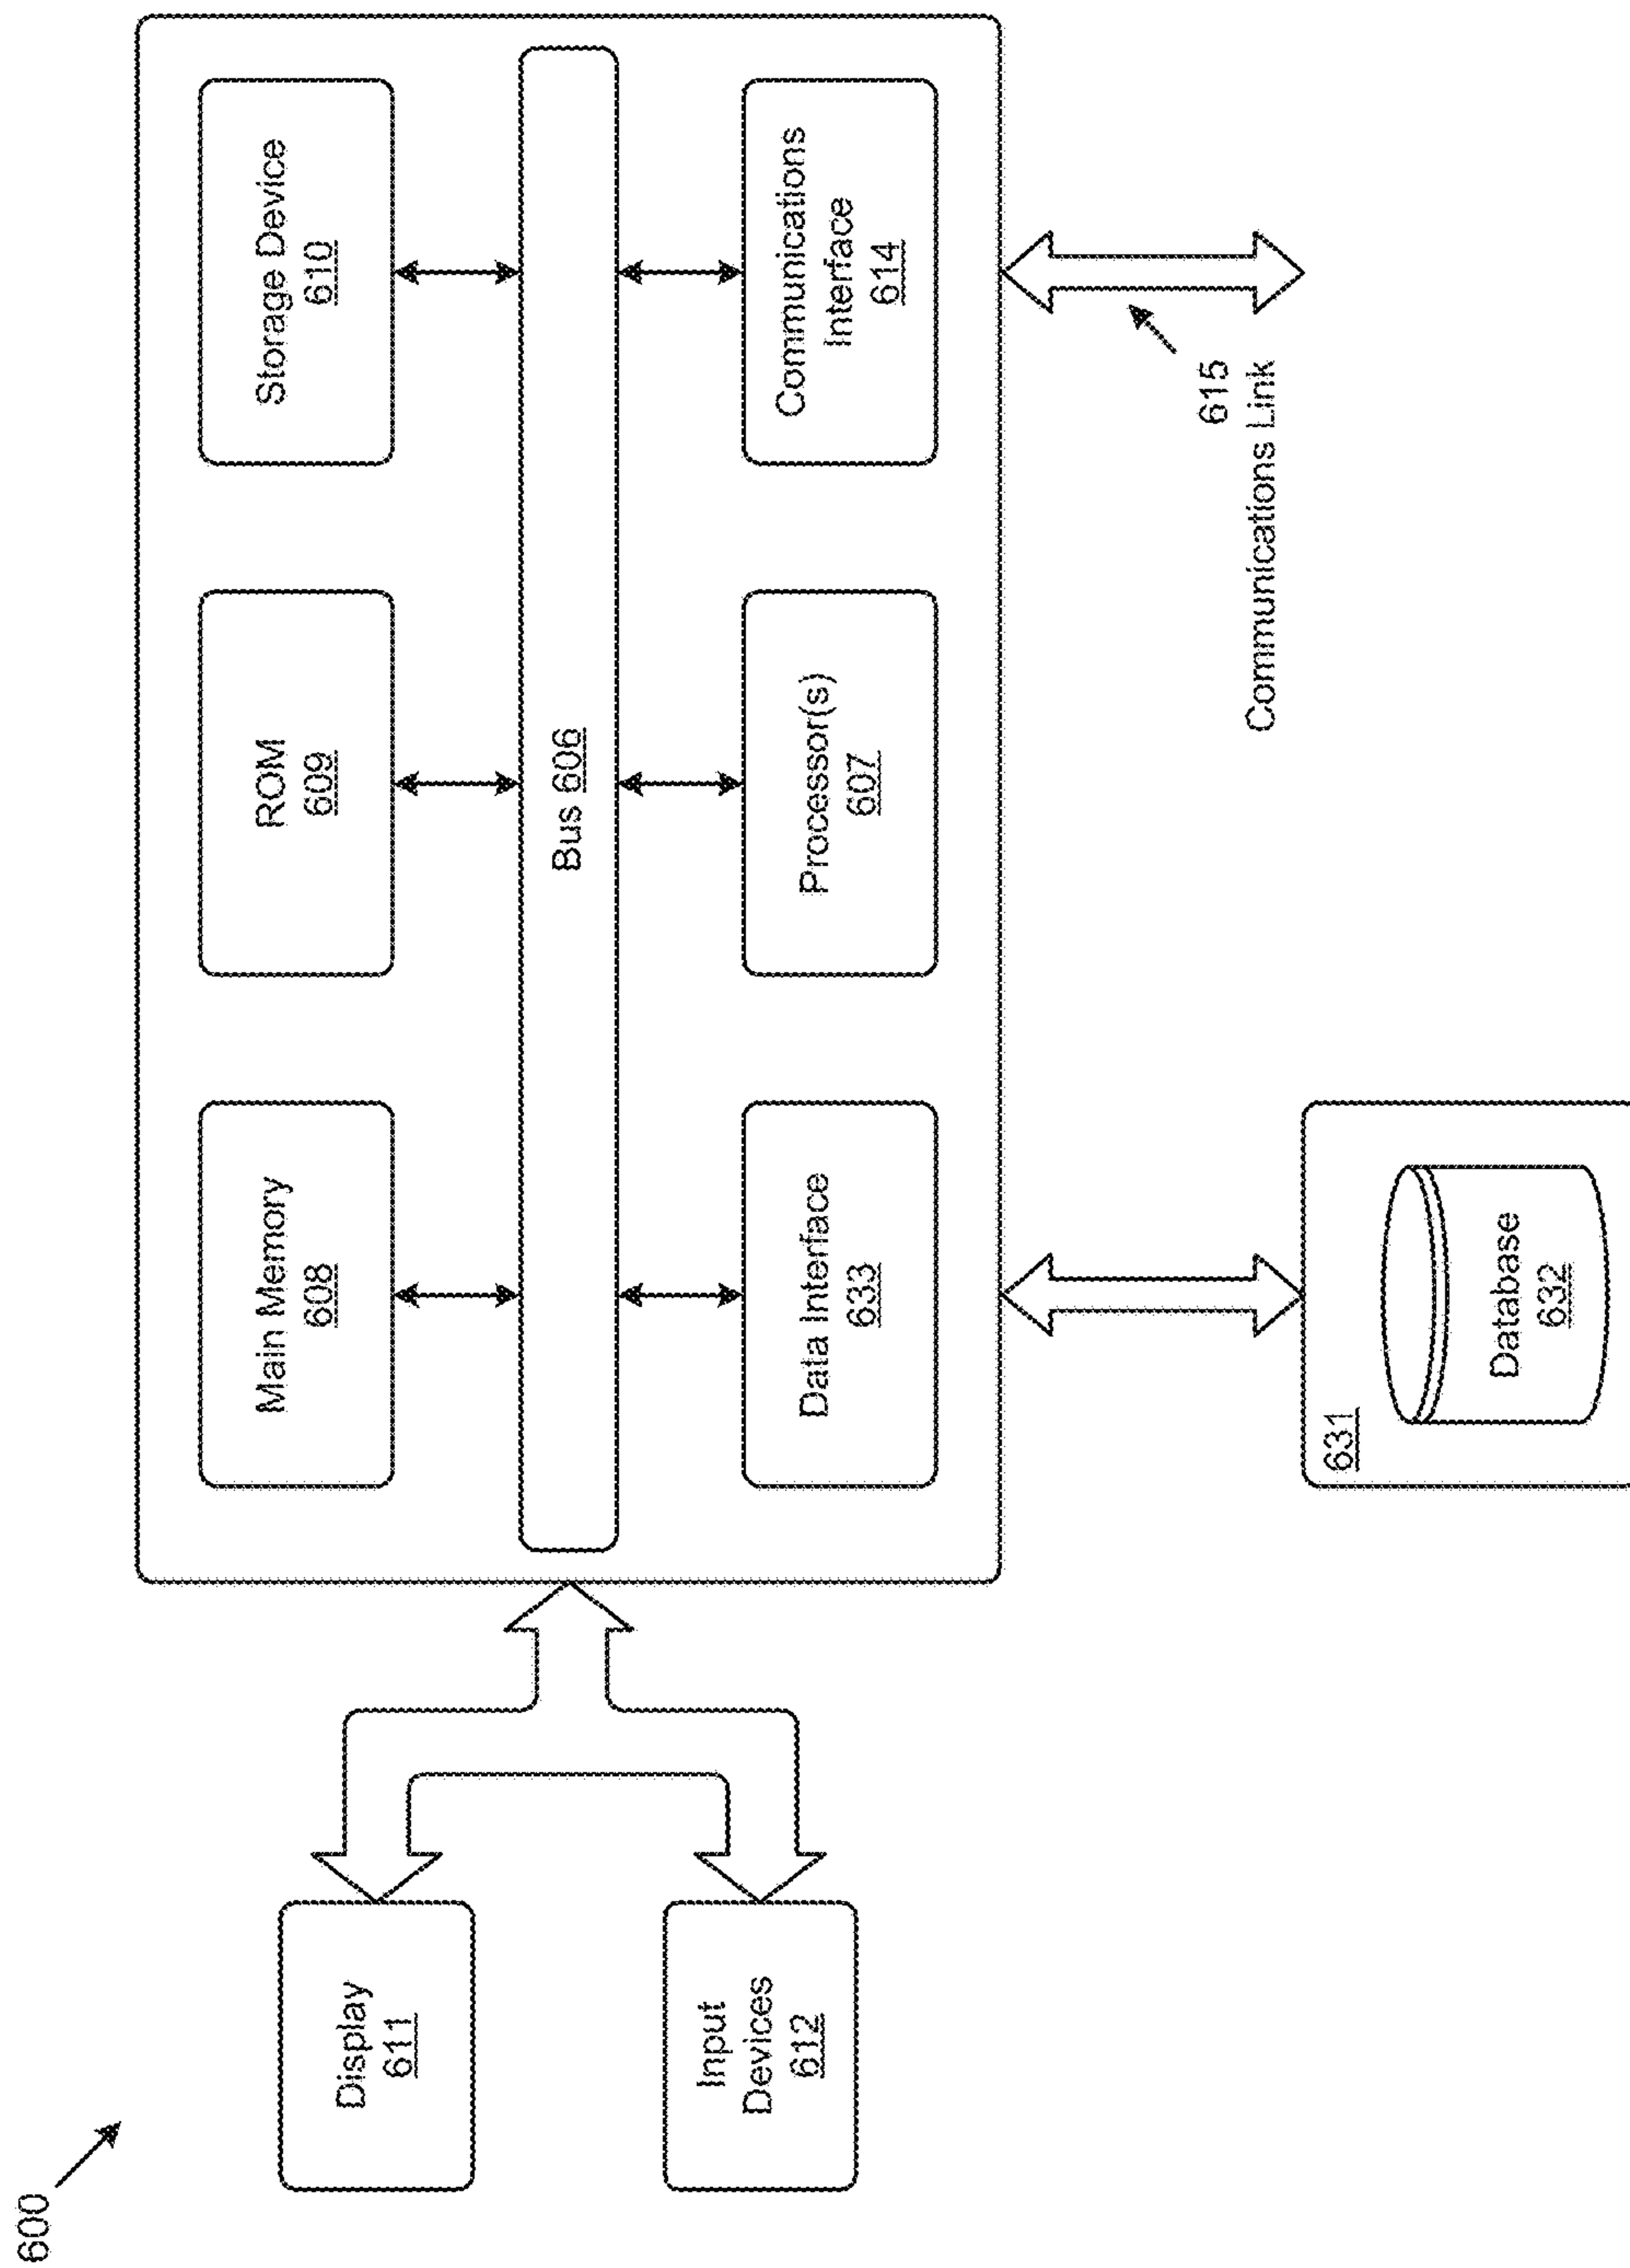 600
Display
611
Input
Devices
612
Main Memory
608
ROM
609
Storage Device
610
Bus 606
Data Interface
633
Processor(s)
607
Communications
Interface
614
615
Communications Link
631
Database
632